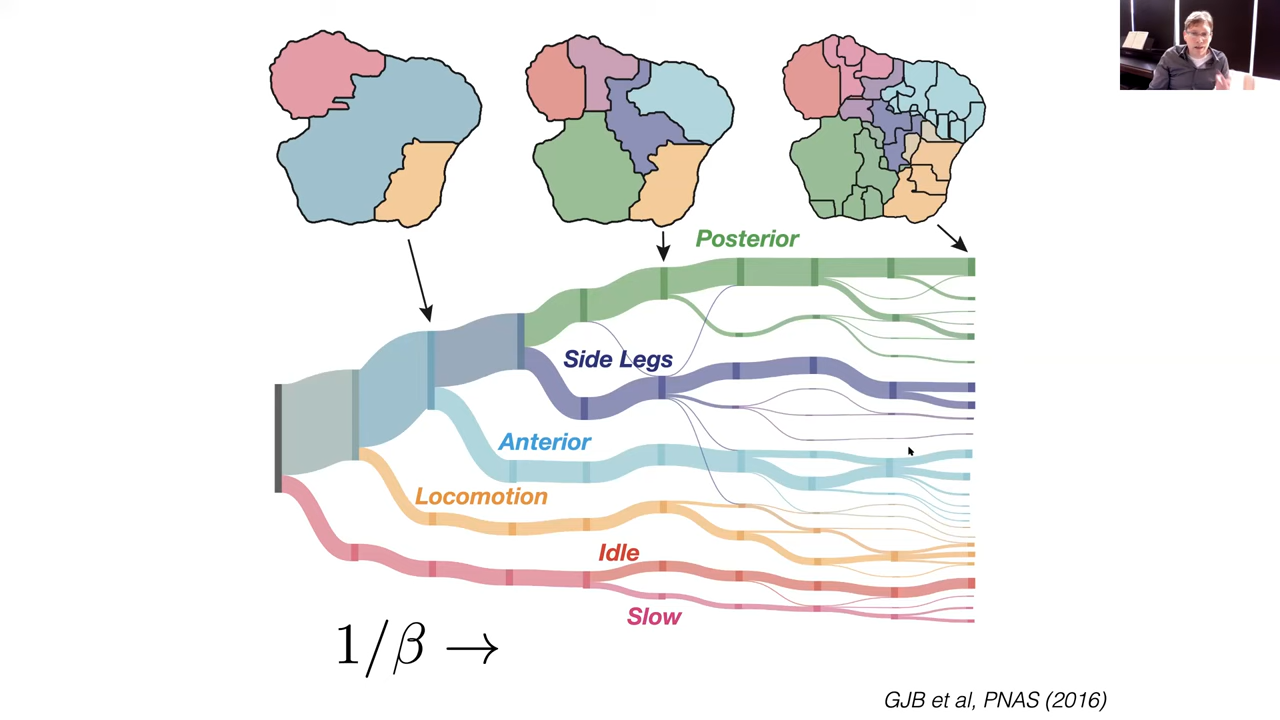 Posterior
Side Legs
Anterior
Locomotion
Idle
Slow
1/β →
GJB et al, PNAS (2016)